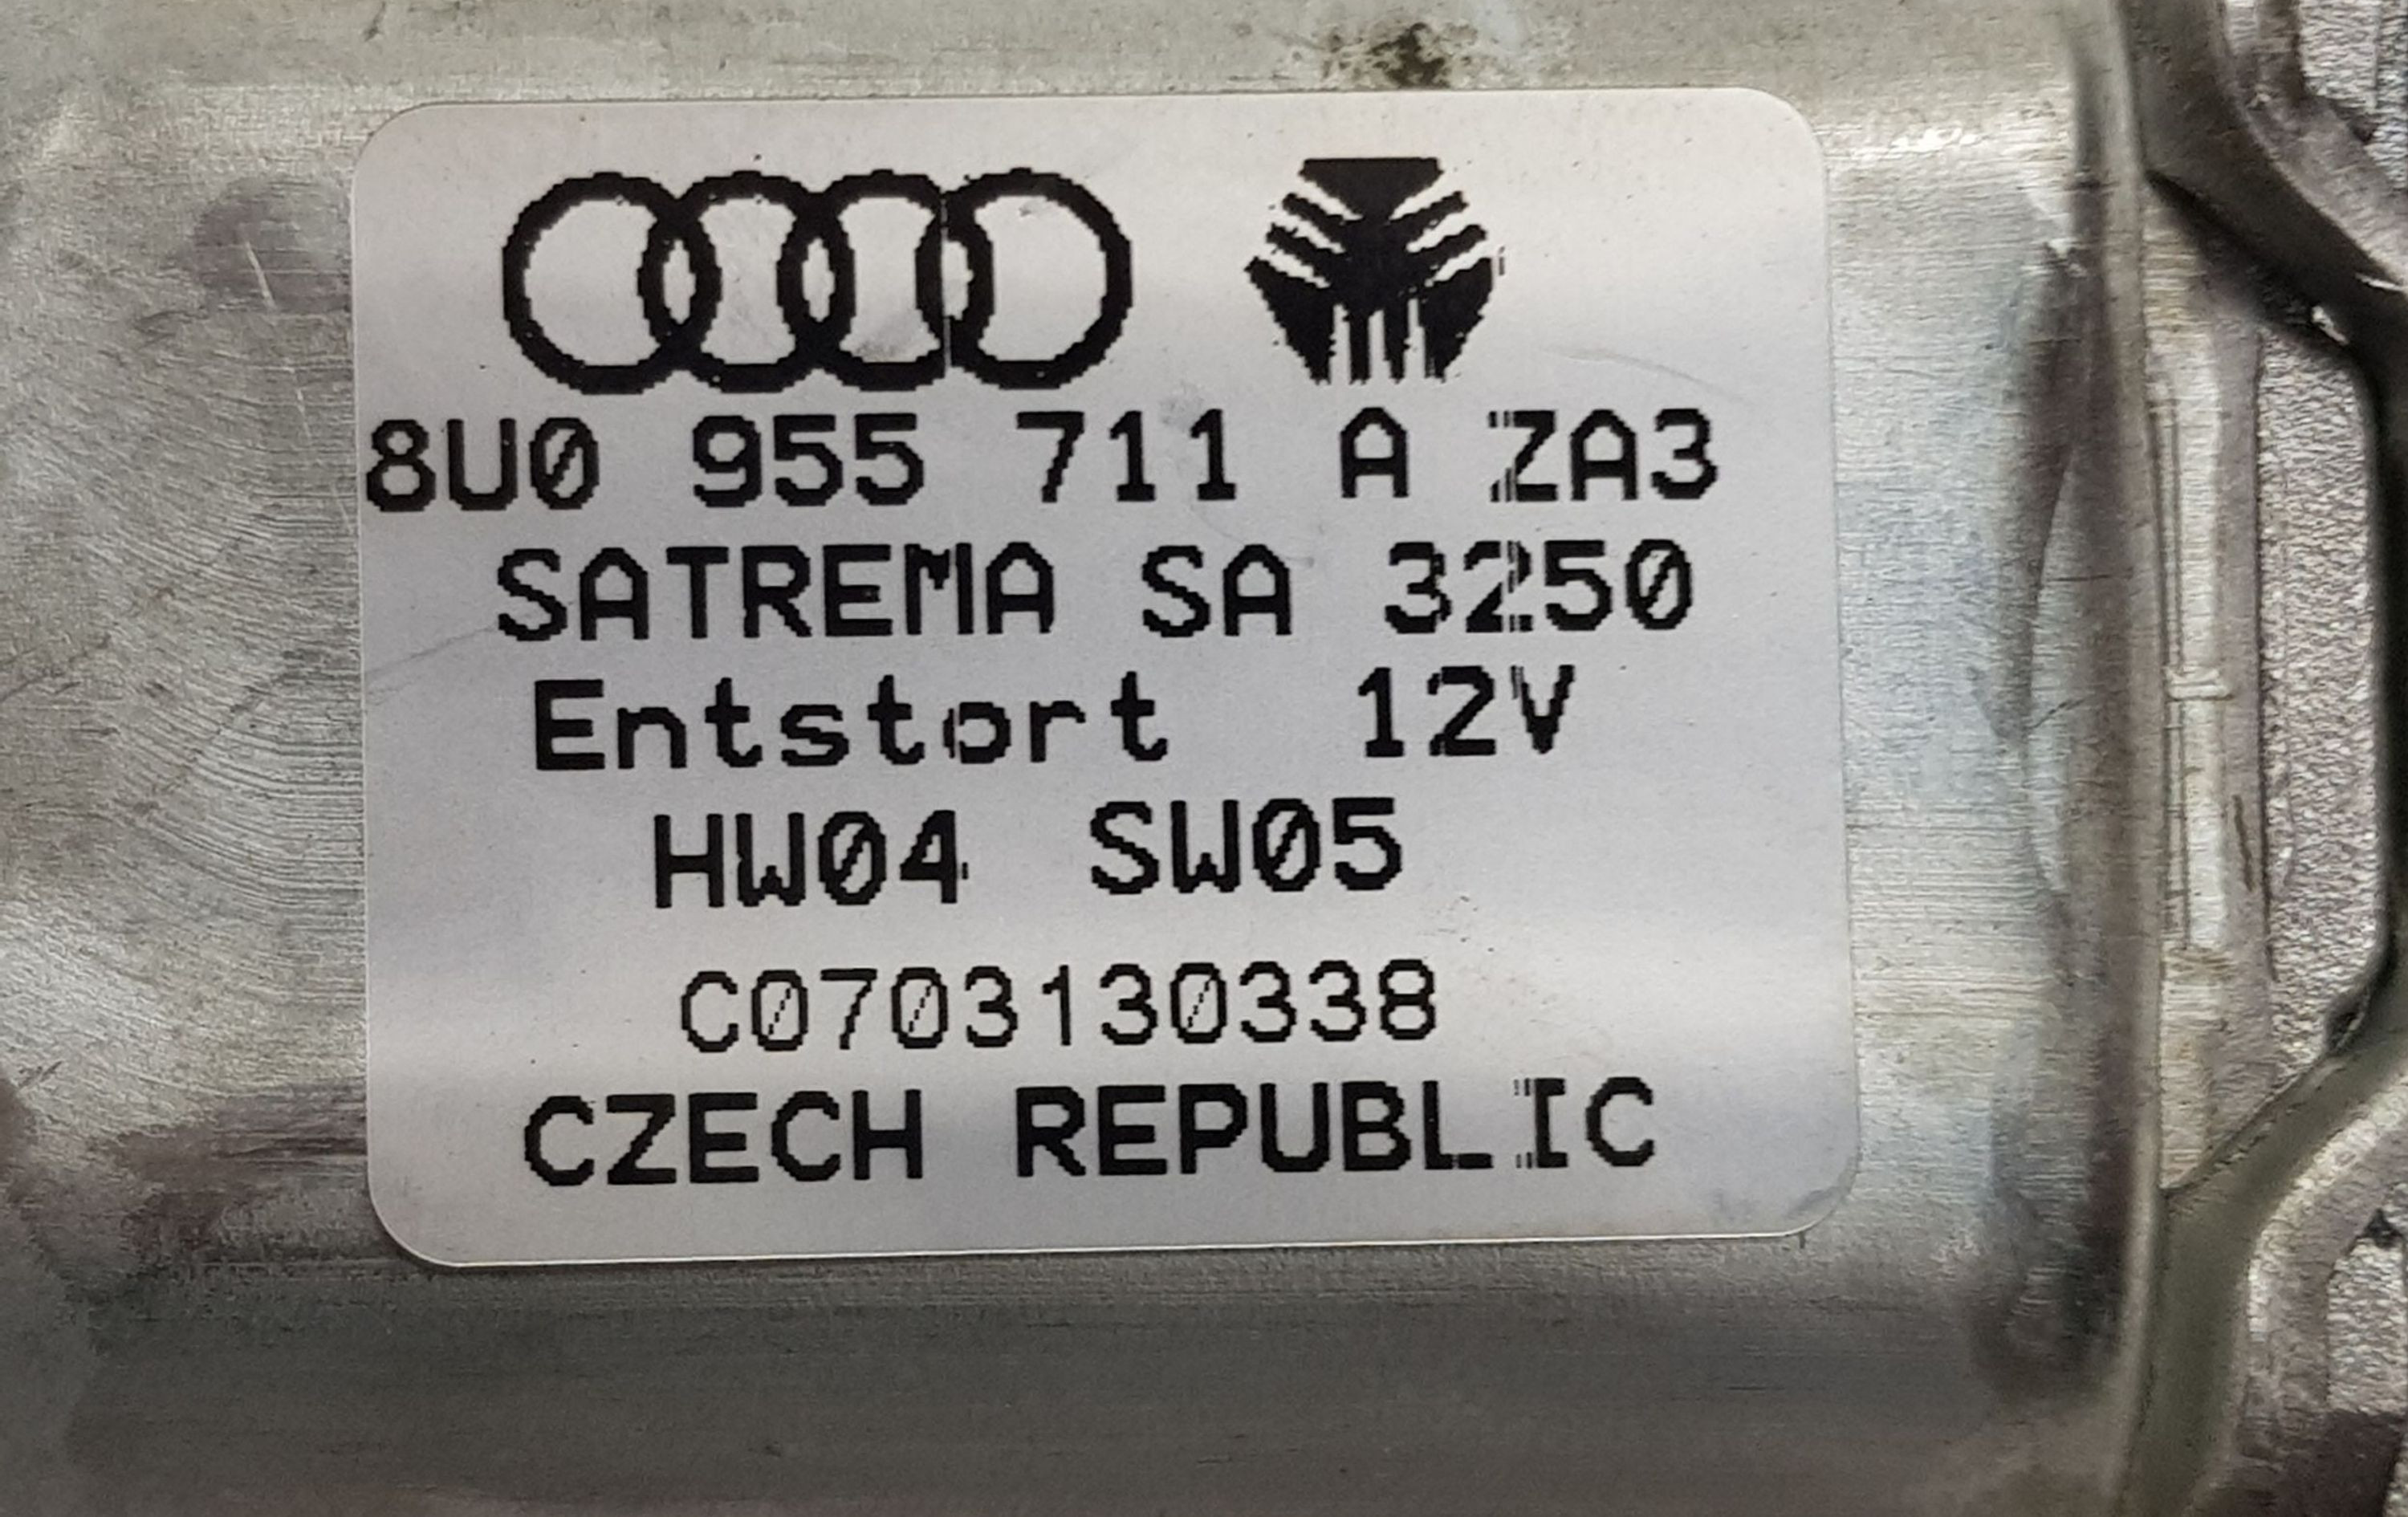 8U0 955 711 A ZA3
SATREMA SA 3250
Entstort 12V
HW04 SW05
C0703130338
CZECH REPUBLIC